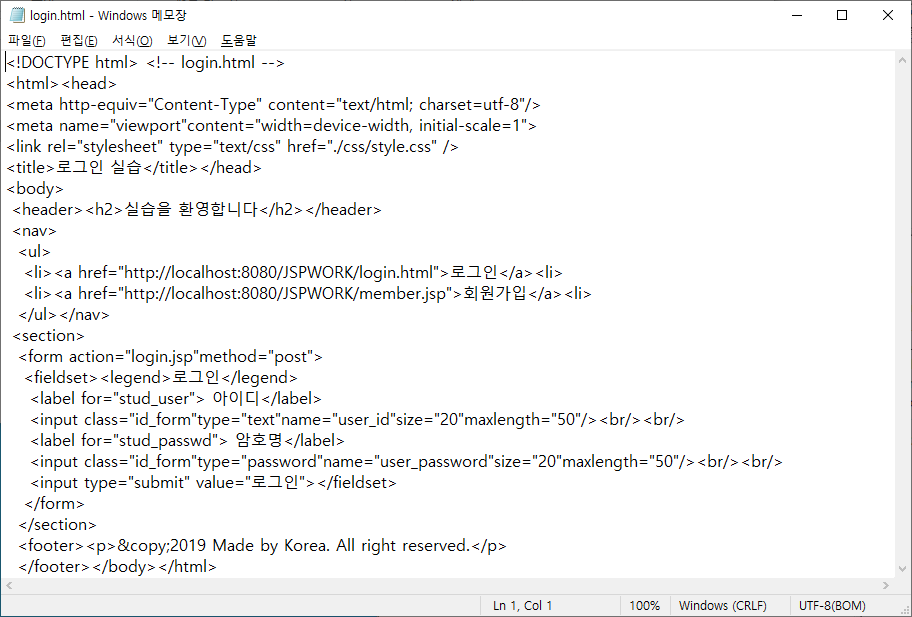 login.html - Windows 메모장
파일(F) 편집(E) 서식(O) 보기(V) 도움말
<!DOCTYPE html> <!-- login.html -->
<html><head>
<meta http-equiv="Content-Type" content="text/html; charset=utf-8"/>
<meta name="viewport"content="width=device-width, initial-scale=1">
<link rel="stylesheet" type="text/css" href="./css/style.css" />
<title>로그인 실습</title></head>
<body>
<header><h2>실습을 환영합니다</h2></header>
<nav>
<ul>
<li><a href="http://localhost:8080/JSPWORK/login.html">로그인</a><li>
<li><a href="http://localhost:8080/JSPWORK/member.jsp">회원가입</a><li>
</ul></nav>
<section>
<form action="login.jsp"method="post">
<fieldset><legend>로그인</legend>
<label for="stud_user"> 아이디</label>
<input class="id_form"type="text"name="user_id"size="20"maxlength="50"/><br/><br/>
<label for="stud_passwd"> 암호명</label>
<input class="id_form"type="password"name="user_password"size="20"maxlength="50"/><br/><br/>
<input type="submit" value="로그인"></fieldset>
</form>
</section>
<footer><p>&copy;2019 Made by Korea. All right reserved.</p>
</footer></body></html>
Ln 1, Col 1 100% Windows (CRLF) UTF-8(BOM)